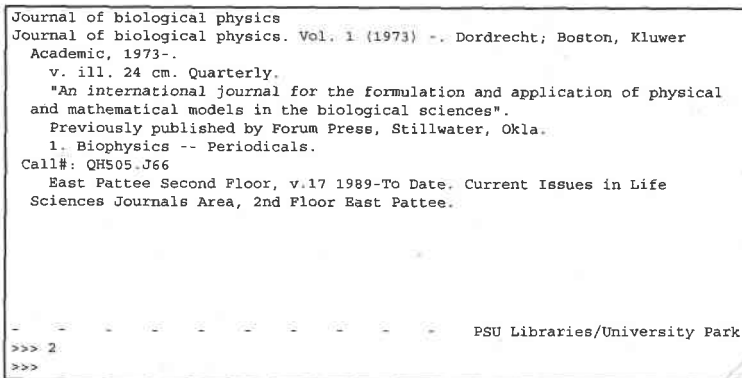 Journal of biological physics
Journal of biological physics. Vol. 1 (1973) -. Dordrecht; Boston, Kluwer
Academic, 1973-.
v. ill. 24 cm. Quarterly.
"An international journal for the formulation and application of physical
and mathematical models in the biological sciences".
Previously published by Forum Press, Stillwater, Okla.
1. Biophysics -- Periodicals.
Call#: QH505.J66
East Pattee Second Floor, v.17 1989-To Date. Current Issues in Life
Sciences Journals Area, 2nd Floor East Pattee.
- - - - - - - - - - PSU Libraries/University Park
>>> 2
>>>